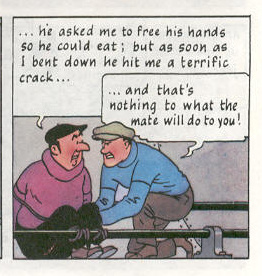 ... he asked me to free his hands
so he could eat; but as soon as
I bent down he hit me a terrific
crack...
... and that's
nothing to what the
mate will do to you!